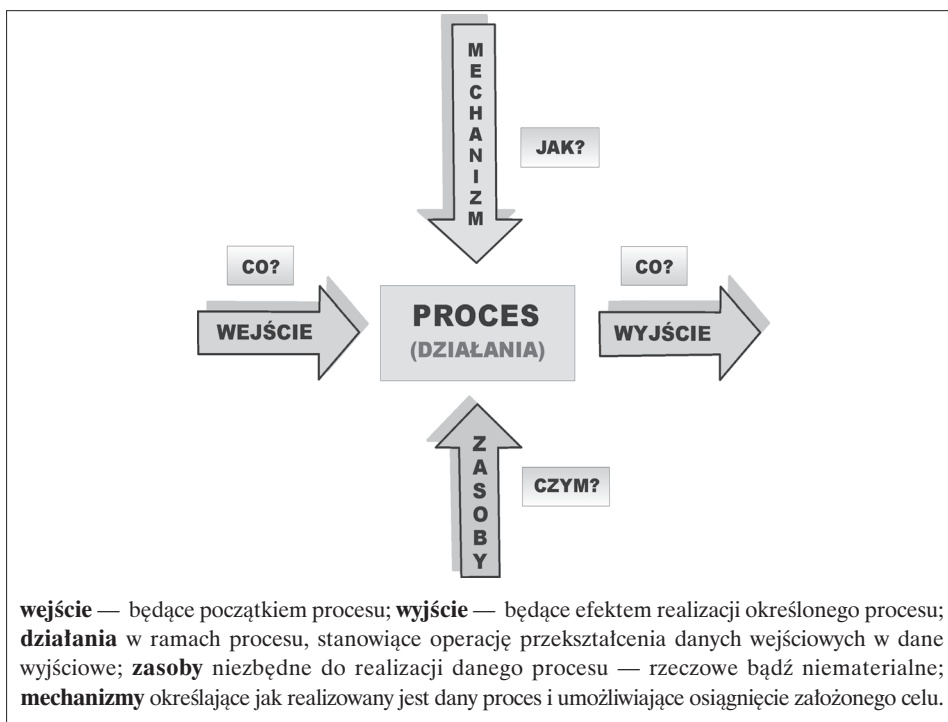 MECHANIZM
JAK?
CO?
CO?
WEJŚCIE
PROCES
(DZIAŁANIA)
WYJŚCIE
ZASOBY
CZYM?
wejście — będące początkiem procesu; wyjście — będące efektem realizacji określonego procesu;
działania w ramach procesu, stanowiące operację przekształcenia danych wejściowych w dane
wyjściowe; zasoby niezbędne do realizacji danego procesu — rzeczowe bądź niematerialne;
mechanizmy określające jak realizowany jest dany proces i umożliwiające osiągnięcie założonego celu.